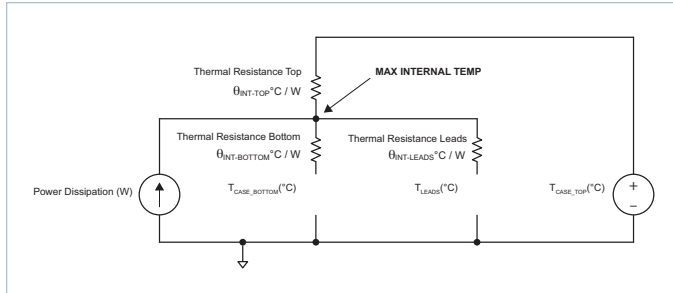 Thermal Resistance Top
MAX INTERNAL TEMP
θINT-TOP°C / W
Thermal Resistance Bottom
Thermal Resistance Leads
θINT-BOTTOM°C / W
θINT-LEADS°C / W
Power Dissipation (W)
TCASE_BOTTOM(°C)
TLEADS(°C)
TCASE_TOP(°C)
+
–